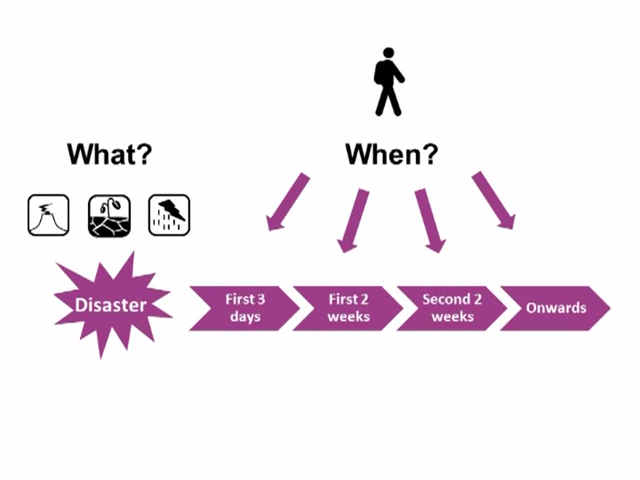 What?
When?
Disaster
First 3
days
First 2
weeks
Second 2
weeks
Onwards